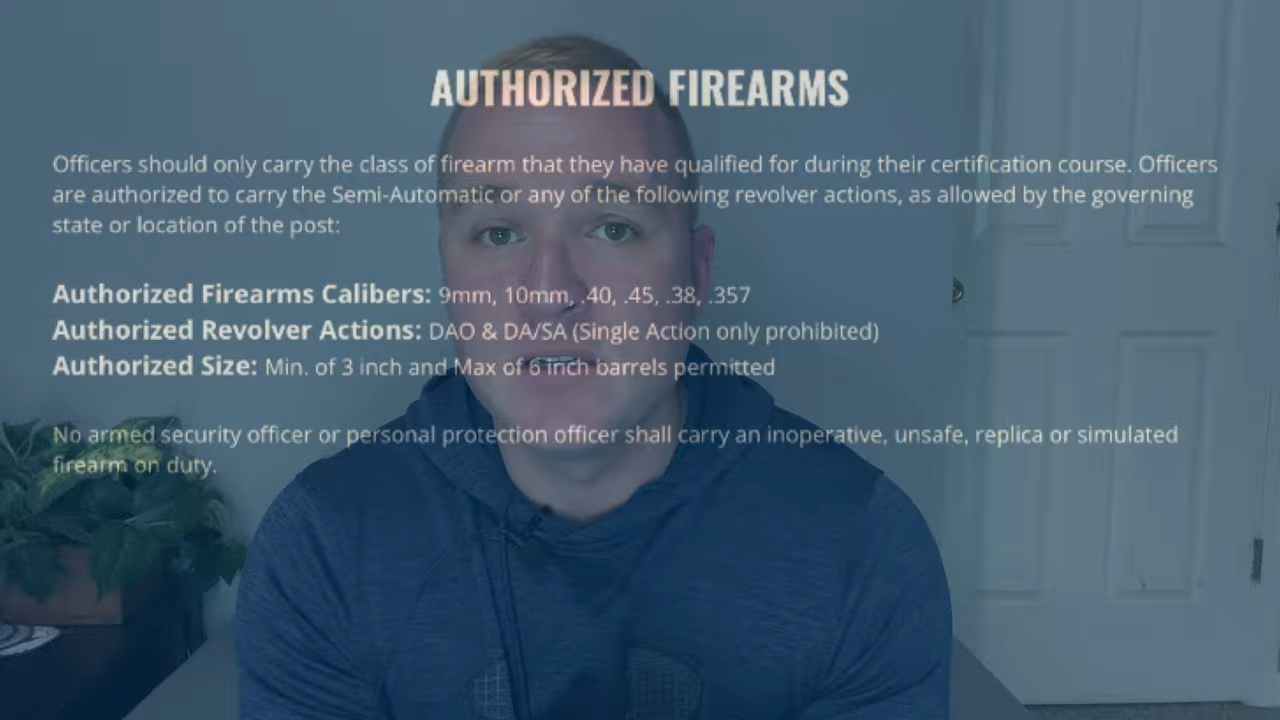 AUTHORIZED FIREARMS
Officers should only carry the class of firearm that they have qualified for during their certification course. Officers
are authorized to carry the Semi-Automatic or any of the following revolver actions, as allowed by the governing
state or location of the post:
Authorized Firearms Calibers: 9mm, 10mm, .40, .45, .38, .357
Authorized Revolver Actions: DAO & DA/SA (Single Action only prohibited)
Authorized Size: Min. of 3 inch and Max of 6 inch barrels permitted
No armed security officer or personal protection officer shall carry an inoperative, unsafe, replica or simulated
firearm on duty.